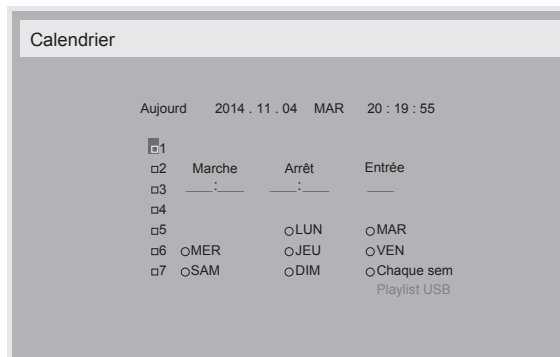 Calendrier
Aujourd 2014 . 11 . 04 MAR 20 : 19 : 55
1
2 Marche Arrêt Entrée
3 ___:___ ___:___ ___
4
5 LUN MAR
6 MER JEU VEN
7 SAM DIM Chaque sem
Playlist USB